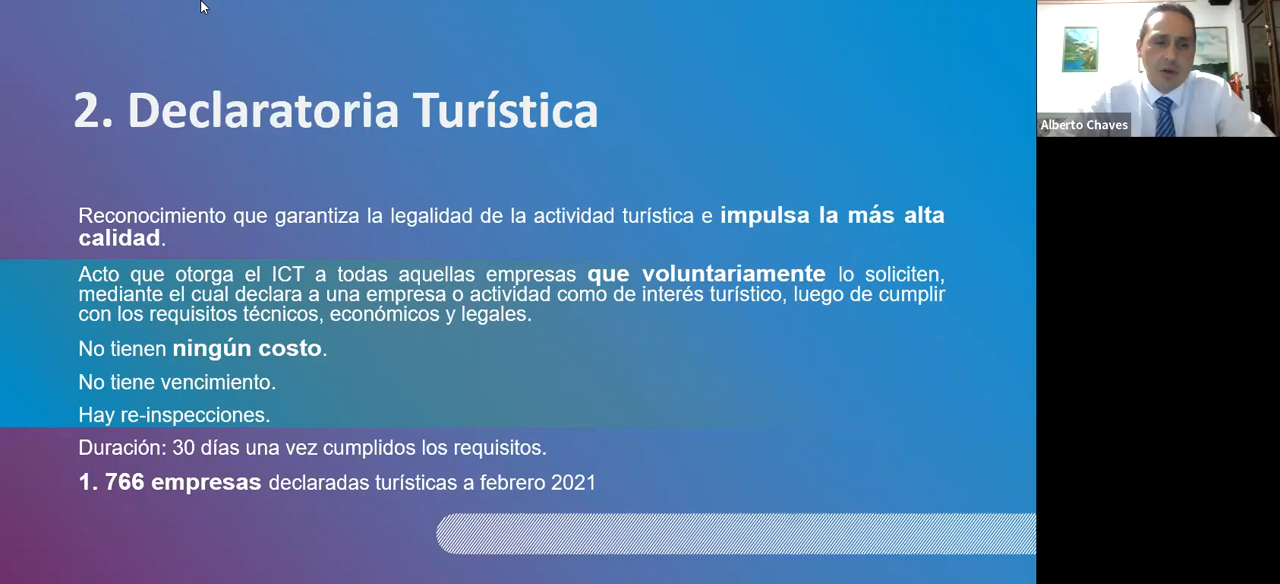 2. Declaratoria Turística
Reconocimiento que garantiza la legalidad de la actividad turística e impulsa la más alta
calidad.
Acto que otorga el ICT a todas aquellas empresas que voluntariamente lo soliciten,
mediante el cual declara a una empresa o actividad como de interés turístico, luego de cumplir
con los requisitos técnicos, económicos y legales.
No tienen ningún costo.
No tiene vencimiento.
Hay re-inspecciones.
Duración: 30 días una vez cumplidos los requisitos.
1. 766 empresas declaradas turísticas a febrero 2021
Alberto Chaves